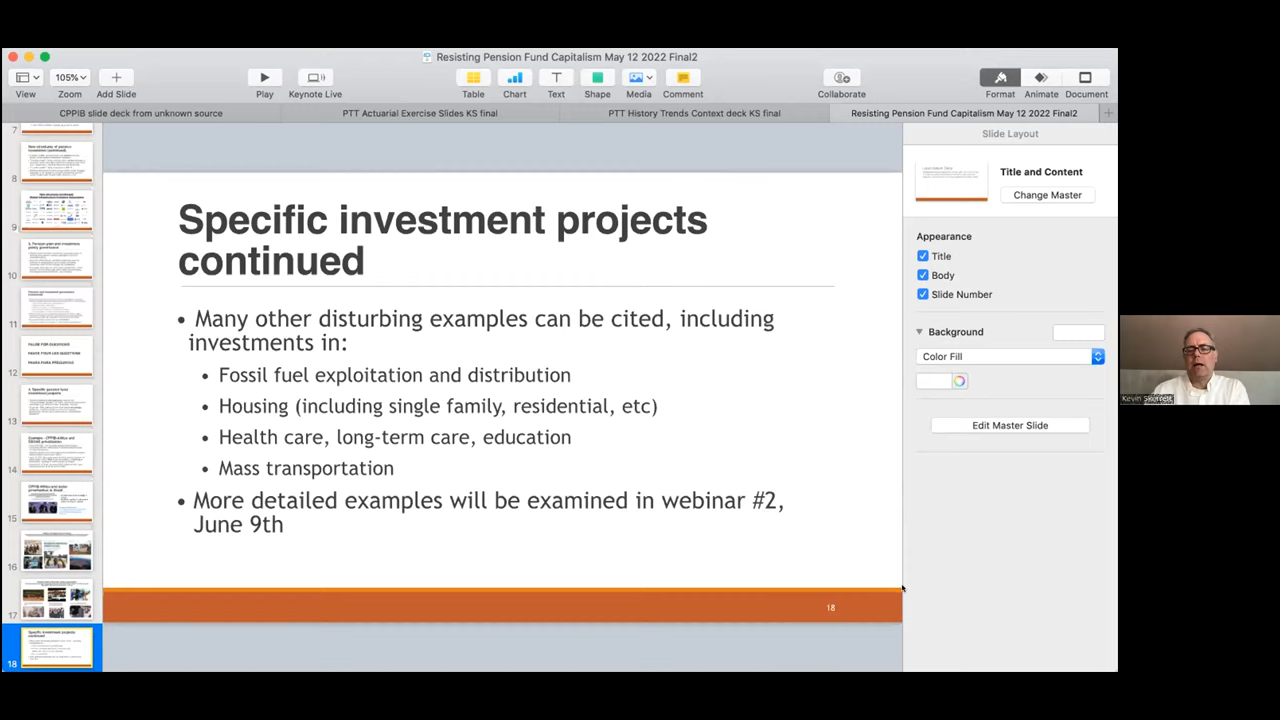 Resisting Pension Fund Capitalism May 12 2022 Final2
105%
View
Zoom
Add Slide
Play
Keynote Live
Table
Chart
Text
Shape
Media
Comment
Collaborate
Format
Animate
Document
CPPIB slide deck from unknown source
PTT Actuarial Exercise Slides KS final
PTT History Trends Context deck KS final
Resisting Pension Fund Capitalism May 12 2022 Final2
7
8
9
10
11
12
13
14
15
16
17
18
Specific investment projects
continued
• Many other disturbing examples can be cited, including
investments in:
• Fossil fuel exploitation and distribution
• Housing (including single family, residential, etc)
• Health care, long-term care, education
• Mass transportation
• More detailed examples will be examined in webinar #2,
June 9th
18
Slide Layout
Title and Content
Change Master
Appearance
Title
Body
Slide Number
Background
Color Fill
Edit Master Slide
Kevin Skerrett